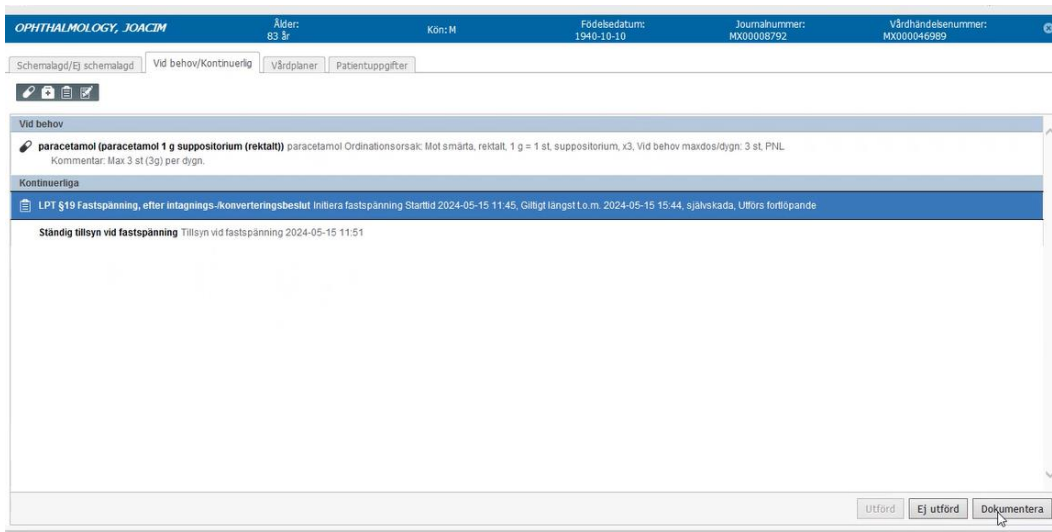 OPHTHALMOLOGY, JOACIM
Ålder:
83 år
Kön: M
Födelsedatum:
1940-10-10
Journalnummer:
MX00008792
Vårdhändelsenummer:
MX000046989
Schemalagd/Ej schemalagd Vid behov/Kontinuerlig Vårdplaner Patientuppgifter
Vid behov
paracetamol (paracetamol 1 g suppositorium (rektalt)) paracetamol Ordinationsorsak: Mot smärta, rektalt, 1 g = 1 st, suppositorium, x3, Vid behov maxdos/dygn: 3 st, PNL
Kommentar: Max 3 st (3g) per dygn.
Kontinuerliga
LPT §19 Fastspänning, efter intagnings-/konverteringsbeslut Initiera fastspänning Starttid 2024-05-15 11:45, Giltigt längst t.o.m. 2024-05-15 15:44, självskada, Utförs fortlöpande
Ständig tillsyn vid fastspänning Tillsyn vid fastspänning 2024-05-15 11:51
Utförd Ej utförd Dokumentera